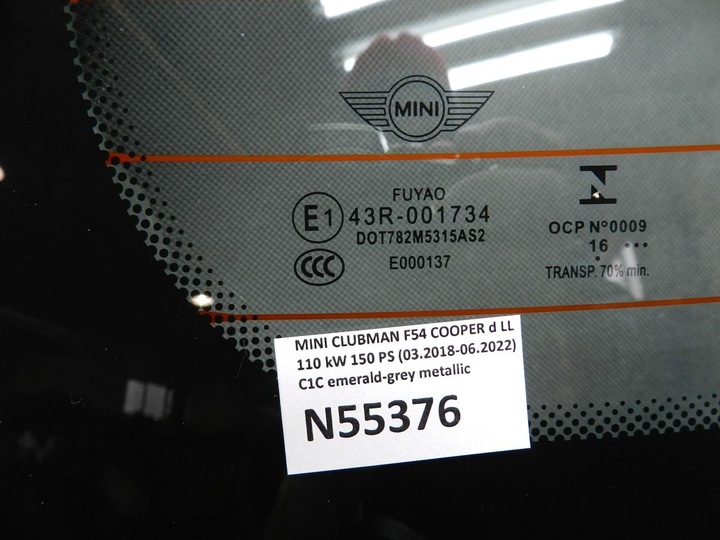 MINI
FUYAO
E1 43R-001734
DOT782M5315AS2
CCC E000137
OCP Nº0009
16 •••
TRANSP. 70% min.
MINI CLUBMAN F54 COOPER d LL
110 kW 150 PS (03.2018-06.2022)
C1C emerald-grey metallic
N55376